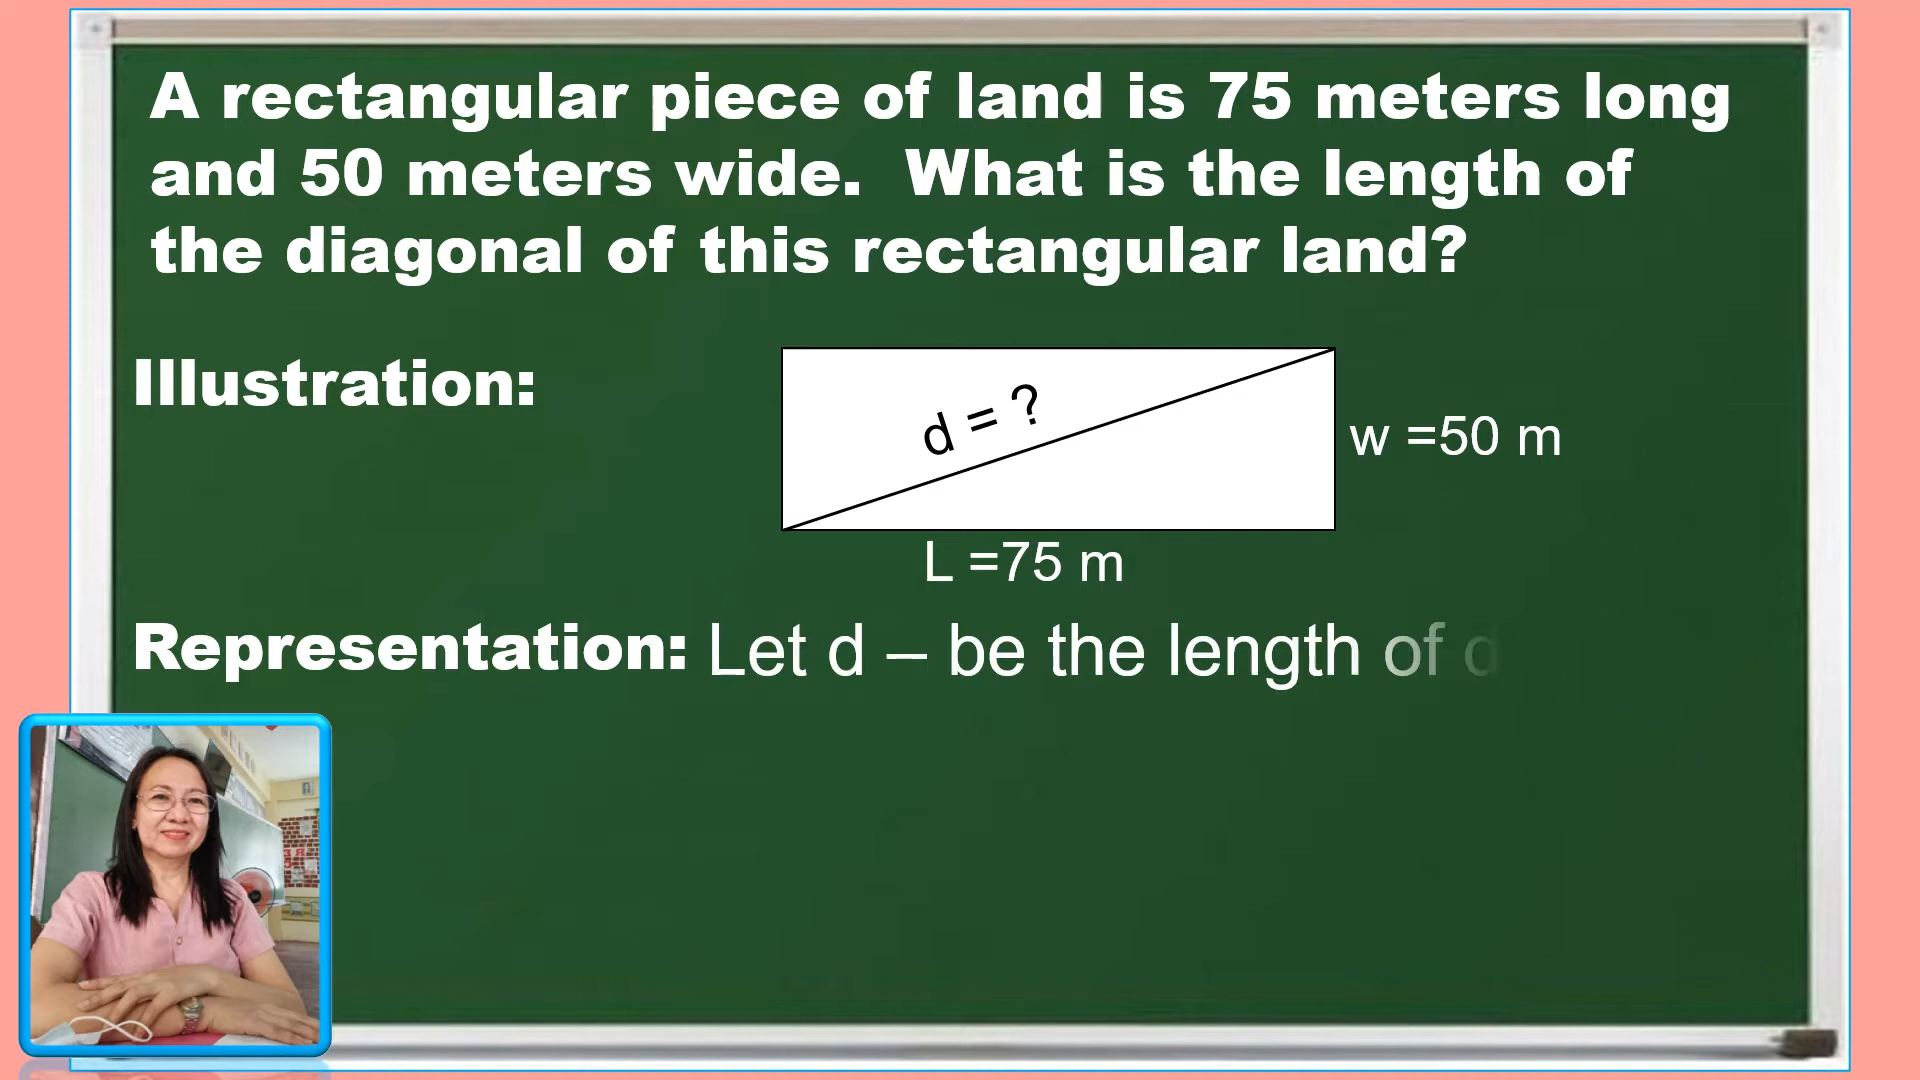 A rectangular piece of land is 75 meters long
and 50 meters wide. What is the length of
the diagonal of this rectangular land?
Illustration:
d = ?
w =50 m
L =75 m
Representation: Let d – be the length of d